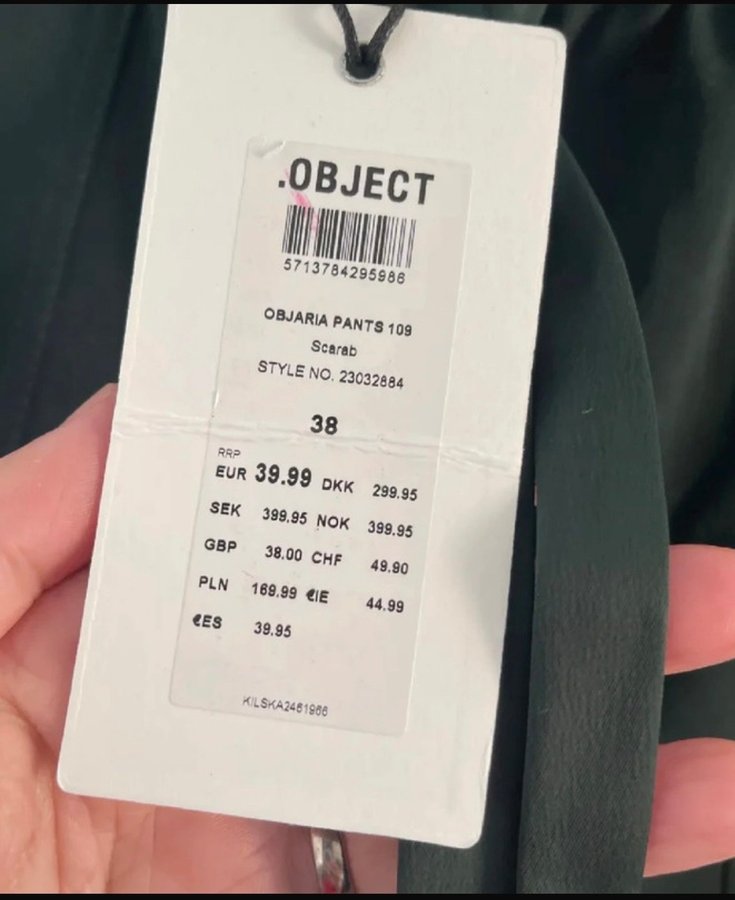 .OBJECT
5713784295986
OBJARIA PANTS 109
Scarab
STYLE NO. 23032884
38
RRP
EUR 39.99 DKK 299.95
SEK 399.95 NOK 399.95
GBP 38.00 CHF 49.90
PLN 169.99 €IE 44.99
€ES 39.95
KILSKA2461966